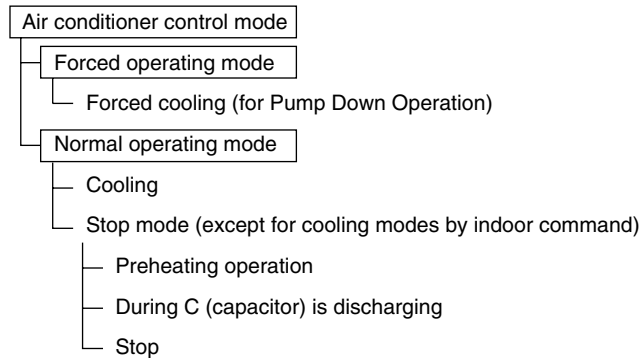 Air conditioner control mode
Forced operating mode
Forced cooling (for Pump Down Operation)
Normal operating mode
Cooling
Stop mode (except for cooling modes by indoor command)
Preheating operation
During C (capacitor) is discharging
Stop